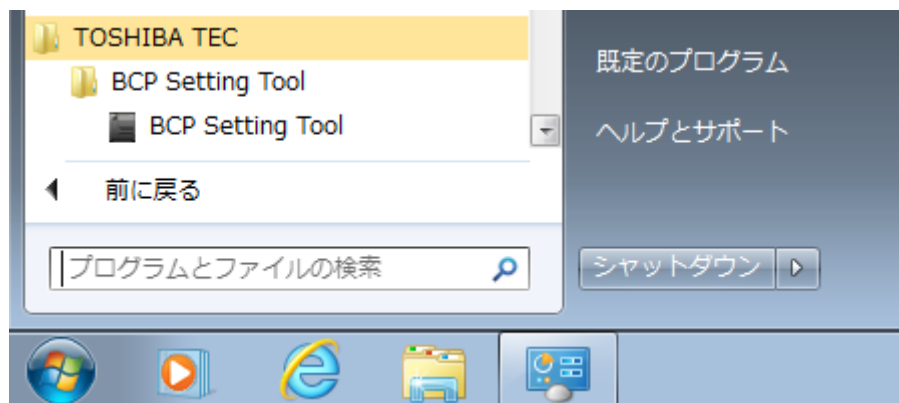 TOSHIBA TEC
BCP Setting Tool
BCP Setting Tool
前に戻る
プログラムとファイルの検索
既定のプログラム
ヘルプとサポート
シャットダウン